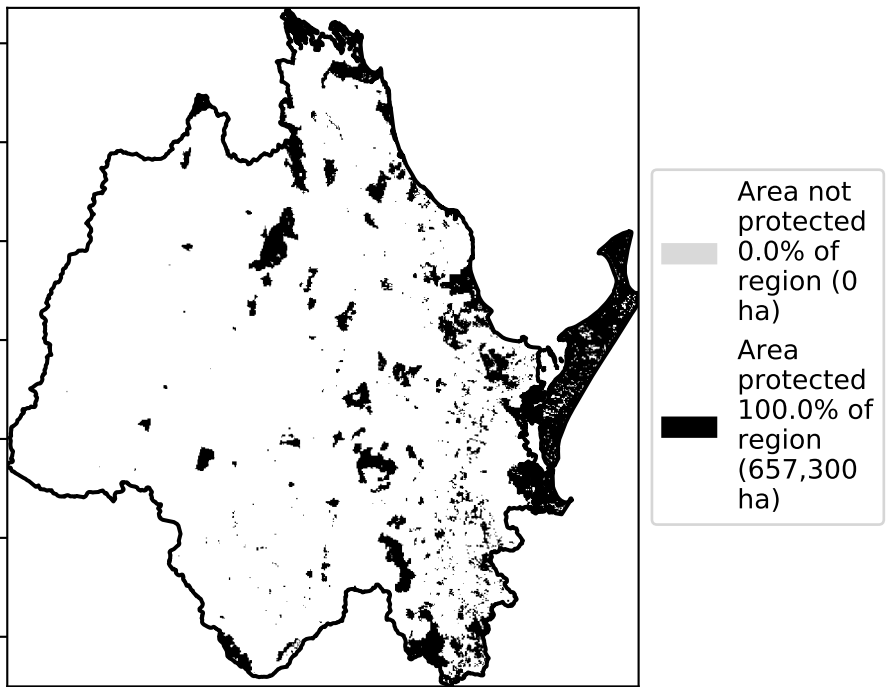 Area not
protected
0.0% of
region (0
ha)
Area
protected
100.0% of
region
(657,300
ha)